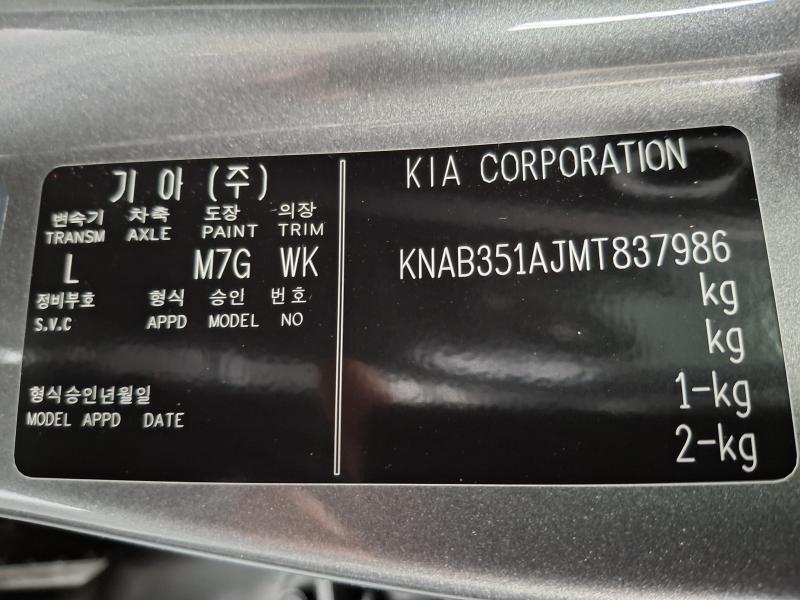 기 아 (주)
변속기 차축 도장 의장
TRANSM AXLE PAINT TRIM
L M7G WK
정비부호 형식 승인 번호
S.V.C APPD MODEL NO
형식승인년월일
MODEL APPD DATE
KIA CORPORATION
KNAB351AJMT837986
kg
kg
1-kg
2-kg